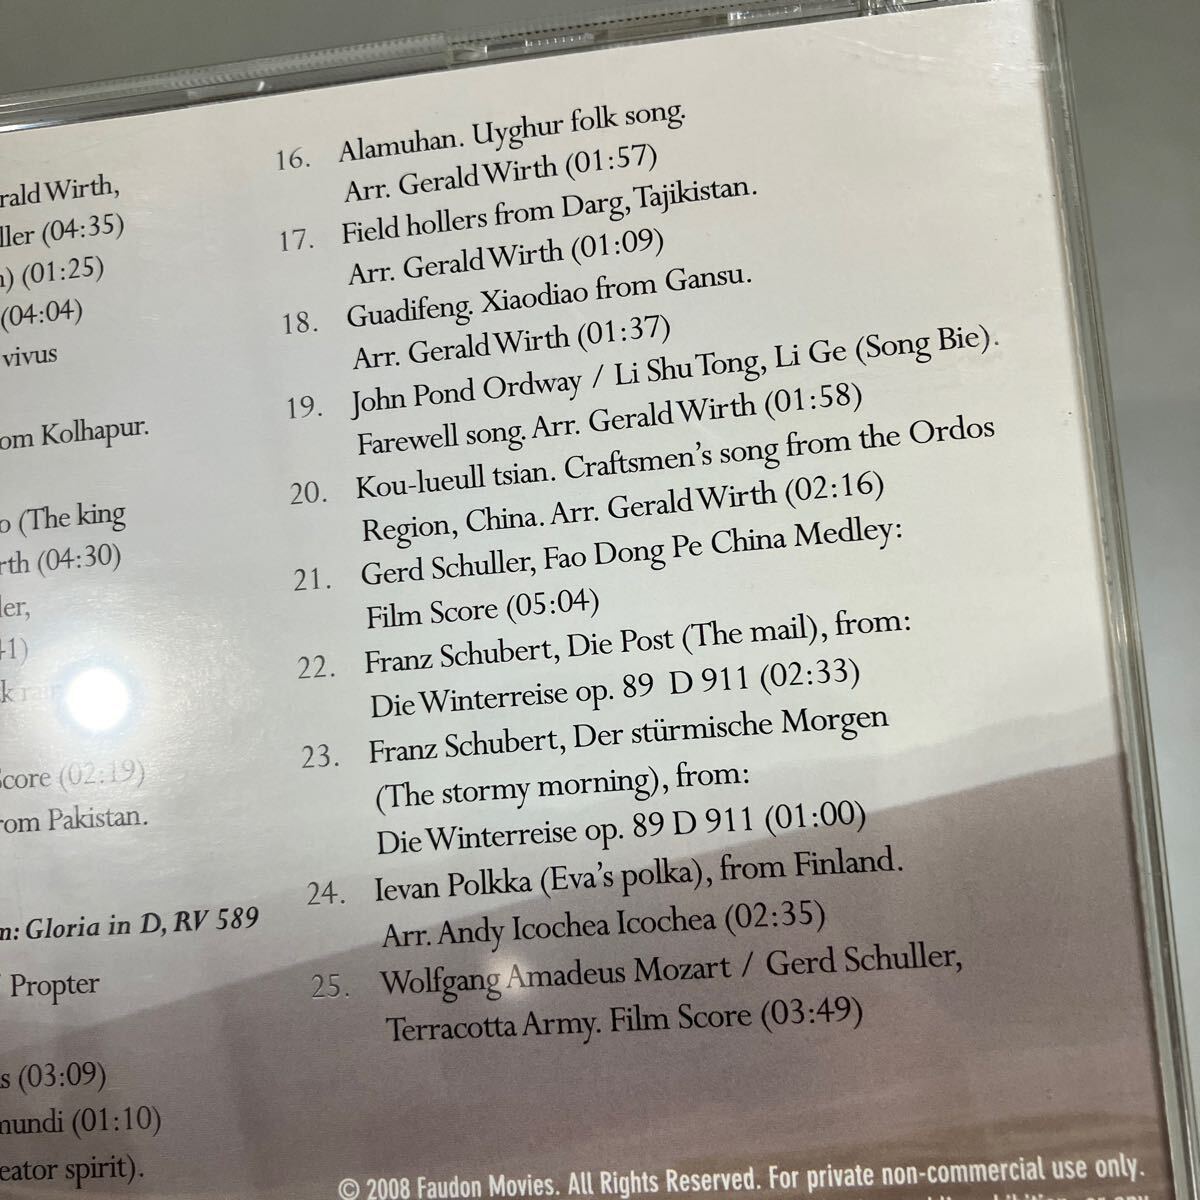 rald Wirth,
ller (04:35)
) (01:25)
(04:04)
vivus
om Kolhapur.
o (The king
rth (04:30)
ler,
1)
Score (02:19)
rom Pakistan.
n: Gloria in D, RV 589
Propter
s (03:09)
mundi (01:10)
eator spirit).
16. Alamuhan. Uyghur folk song.
Arr. Gerald Wirth (01:57)
17. Field hollers from Darg, Tajikistan.
Arr. Gerald Wirth (01:09)
18. Guadifeng. Xiaodiao from Gansu.
Arr. Gerald Wirth (01:37)
19. John Pond Ordway / Li Shu Tong, Li Ge (Song Bie).
Farewell song. Arr. Gerald Wirth (01:58)
20. Kou-lueull tsian. Craftsmen's song from the Ordos
Region, China. Arr. Gerald Wirth (02:16)
21. Gerd Schuller, Fao Dong Pe China Medley:
Film Score (05:04)
22. Franz Schubert, Die Post (The mail), from:
Die Winterreise op. 89 D 911 (02:33)
23. Franz Schubert, Der stürmische Morgen
(The stormy morning), from:
Die Winterreise op. 89 D 911 (01:00)
24. Ievan Polkka (Eva's polka), from Finland.
Arr. Andy Icochea Icochea (02:35)
25. Wolfgang Amadeus Mozart / Gerd Schuller,
Terracotta Army. Film Score (03:49)
© 2008 Faudon Movies. All Rights Reserved. For private non-commercial use only.